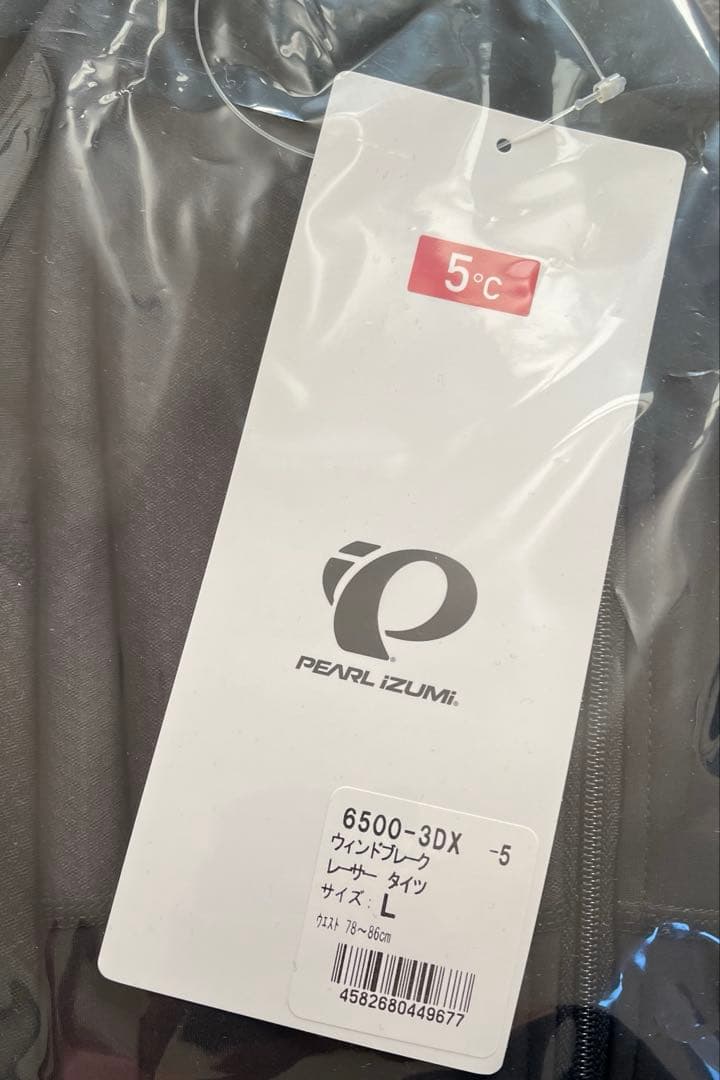 5℃
PEARL iZUMi®
6500-3DX -5
ウィンドブレーク
レーサー タイツ
サイズ: L
ウエスト 78～86cm
4582680449677